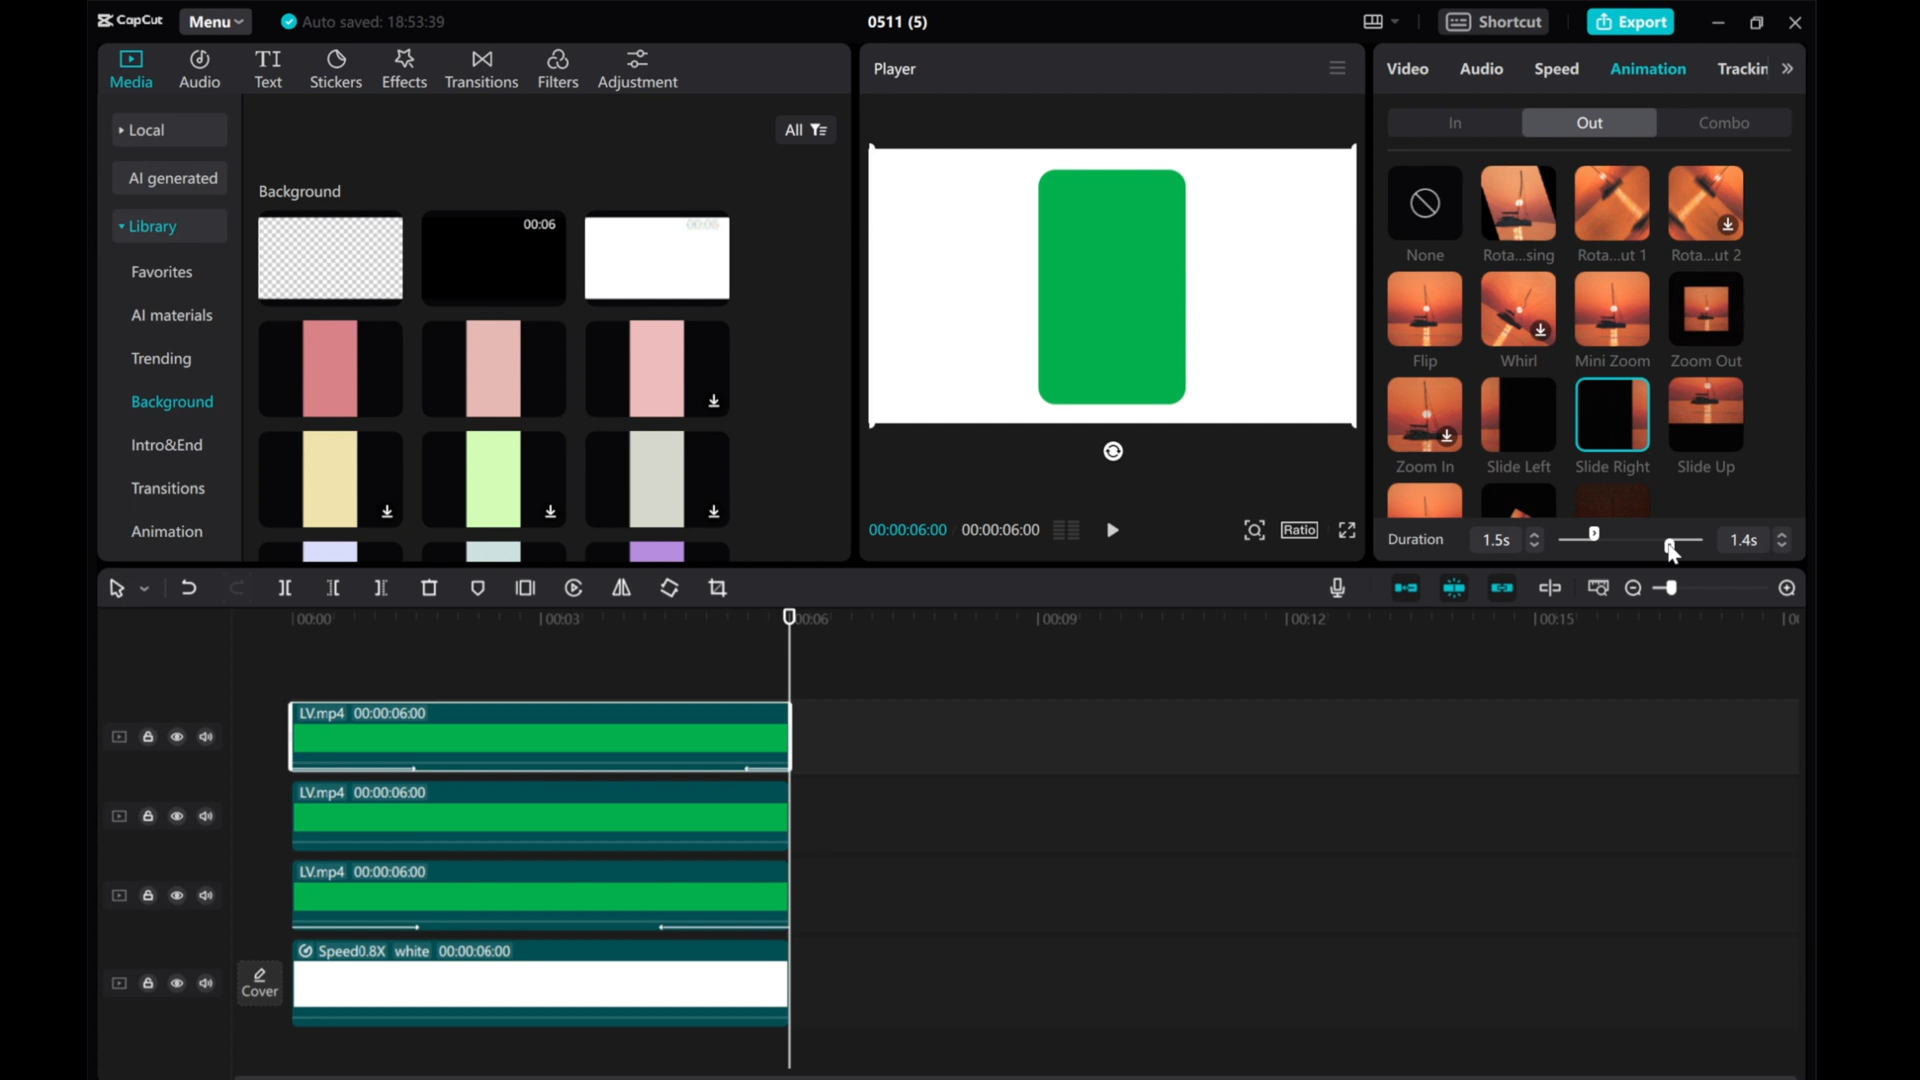 CapCut
Menu
Auto saved: 18:53:39
0511 (5)
Shortcut
Export
Media
Audio
Text
Stickers
Effects
Transitions
Filters
Adjustment
Local
AI generated
Library
Favorites
AI materials
Trending
Background
Intro&End
Transitions
Animation
All
Background
00:06
00:06
Player
00:00:06:00
00:00:06:00
Ratio
Video
Audio
Speed
Animation
Trackin
In
Out
Combo
None
Rota...sing
Rota...ut 1
Rota...ut 2
Flip
Whirl
Mini Zoom
Zoom Out
Zoom In
Slide Left
Slide Right
Slide Up
Duration
1.5s
1.4s
00:00
00:03
00:06
00:09
00:12
00:15
LV.mp4 00:00:06:00
LV.mp4 00:00:06:00
LV.mp4 00:00:06:00
Speed0.8X white 00:00:06:00
Cover